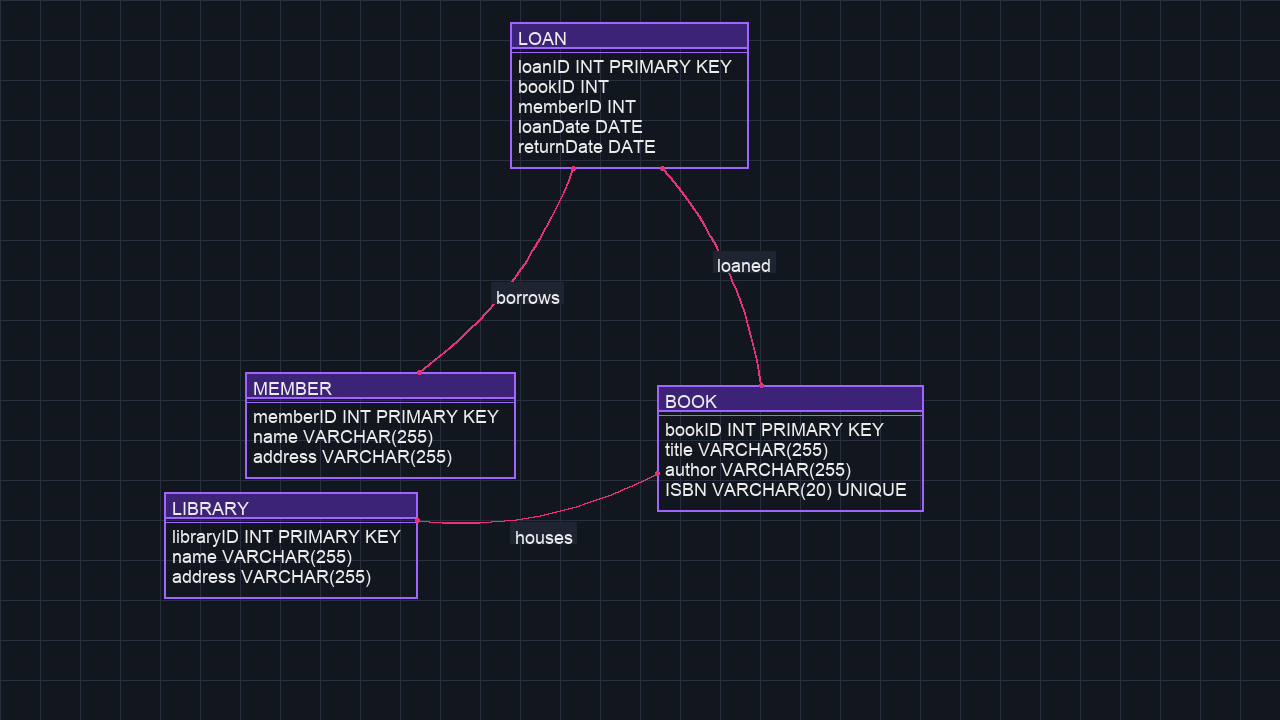 LOAN
loanID INT PRIMARY KEY
bookID INT
memberID INT
loanDate DATE
returnDate DATE
loaned
borrows
MEMBER
memberID INT PRIMARY KEY
name VARCHAR(255)
address VARCHAR(255)
BOOK
bookID INT PRIMARY KEY
title VARCHAR(255)
author VARCHAR(255)
ISBN VARCHAR(20) UNIQUE
LIBRARY
libraryID INT PRIMARY KEY
name VARCHAR(255)
address VARCHAR(255)
houses